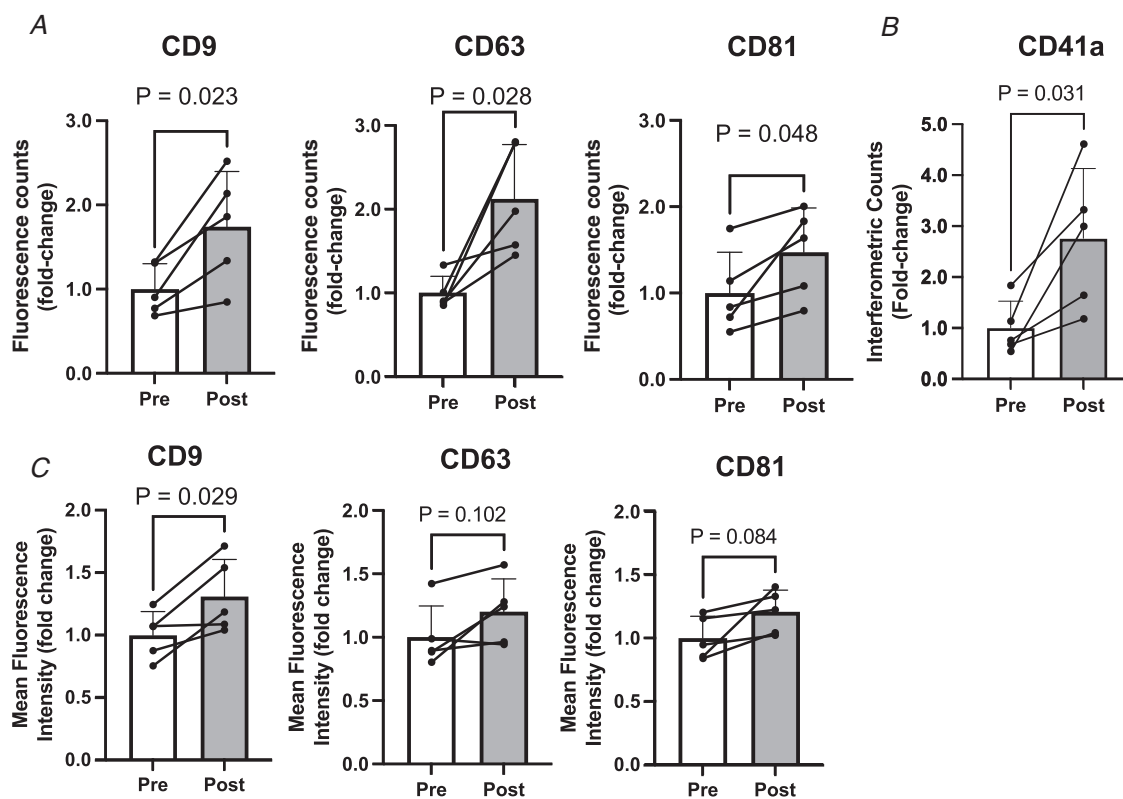 A
CD9
P = 0.023
Fluorescence counts
(fold-change)
3.0
2.0
1.0
0.0
Pre
Post
CD63
P = 0.028
Fluorescence counts
(fold-change)
3.0
2.0
1.0
0.0
Pre
Post
CD81
P = 0.048
Fluorescence counts
(fold-change)
3.0
2.0
1.0
0.0
Pre
Post
B
CD41a
P = 0.031
Interferometric Counts
(Fold-change)
5.0
4.0
3.0
2.0
1.0
0.0
Pre
Post
C
CD9
P = 0.029
Mean Fluorescence
Intensity (fold change)
2.0
1.5
1.0
0.5
0.0
Pre
Post
CD63
P = 0.102
Mean Fluorescence
Intensity (fold change)
2.0
1.5
1.0
0.5
0.0
Pre
Post
CD81
P = 0.084
Mean Fluorescence
Intensity (fold change)
2.0
1.5
1.0
0.5
0.0
Pre
Post